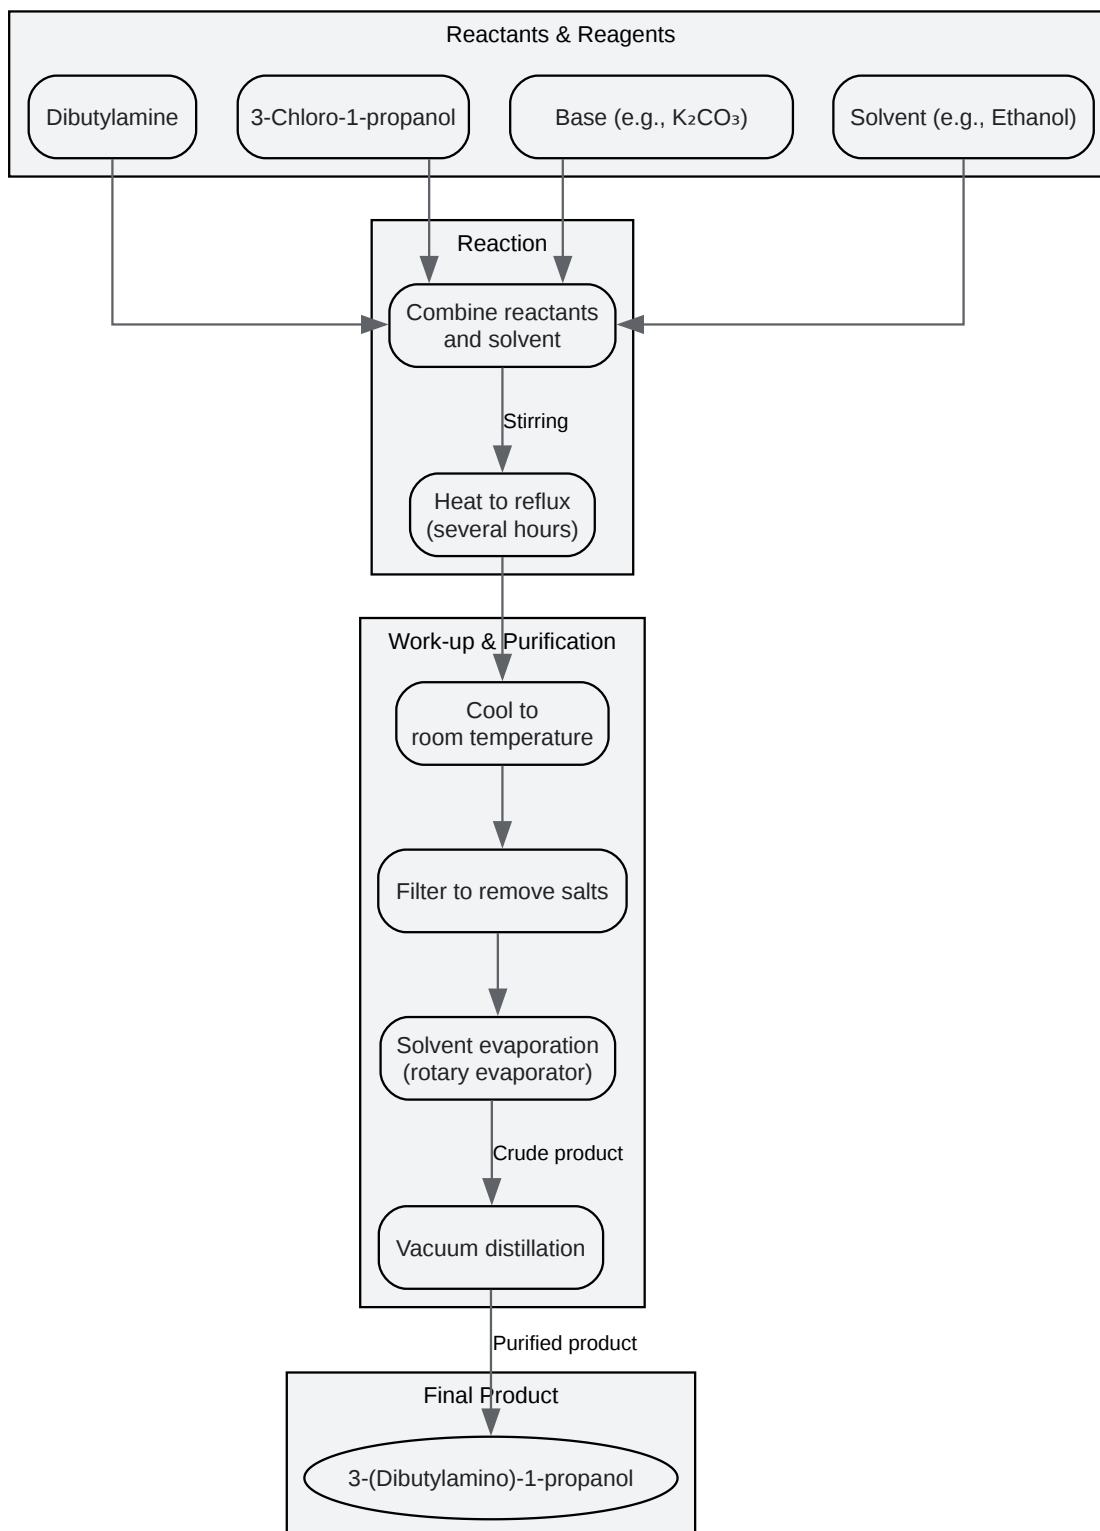 Reactants & Reagents
Dibutylamine
3-Chloro-1-propanol
Base (e.g., K₂CO₃)
Solvent (e.g., Ethanol)
Reaction
Combine reactants
and solvent
Stirring
Heat to reflux
(several hours)
Work-up & Purification
Cool to
room temperature
Filter to remove salts
Solvent evaporation
(rotary evaporator)
Crude product
Vacuum distillation
Purified product
Final Product
3-(Dibutylamino)-1-propanol